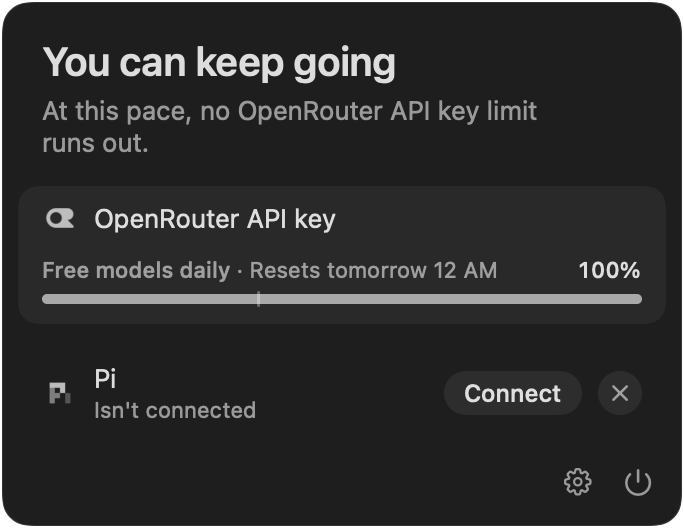 You can keep going
At this pace, no OpenRouter API key limit
runs out.
OpenRouter API key
Free models daily · Resets tomorrow 12 AM 100%
Pi
Isn't connected
Connect